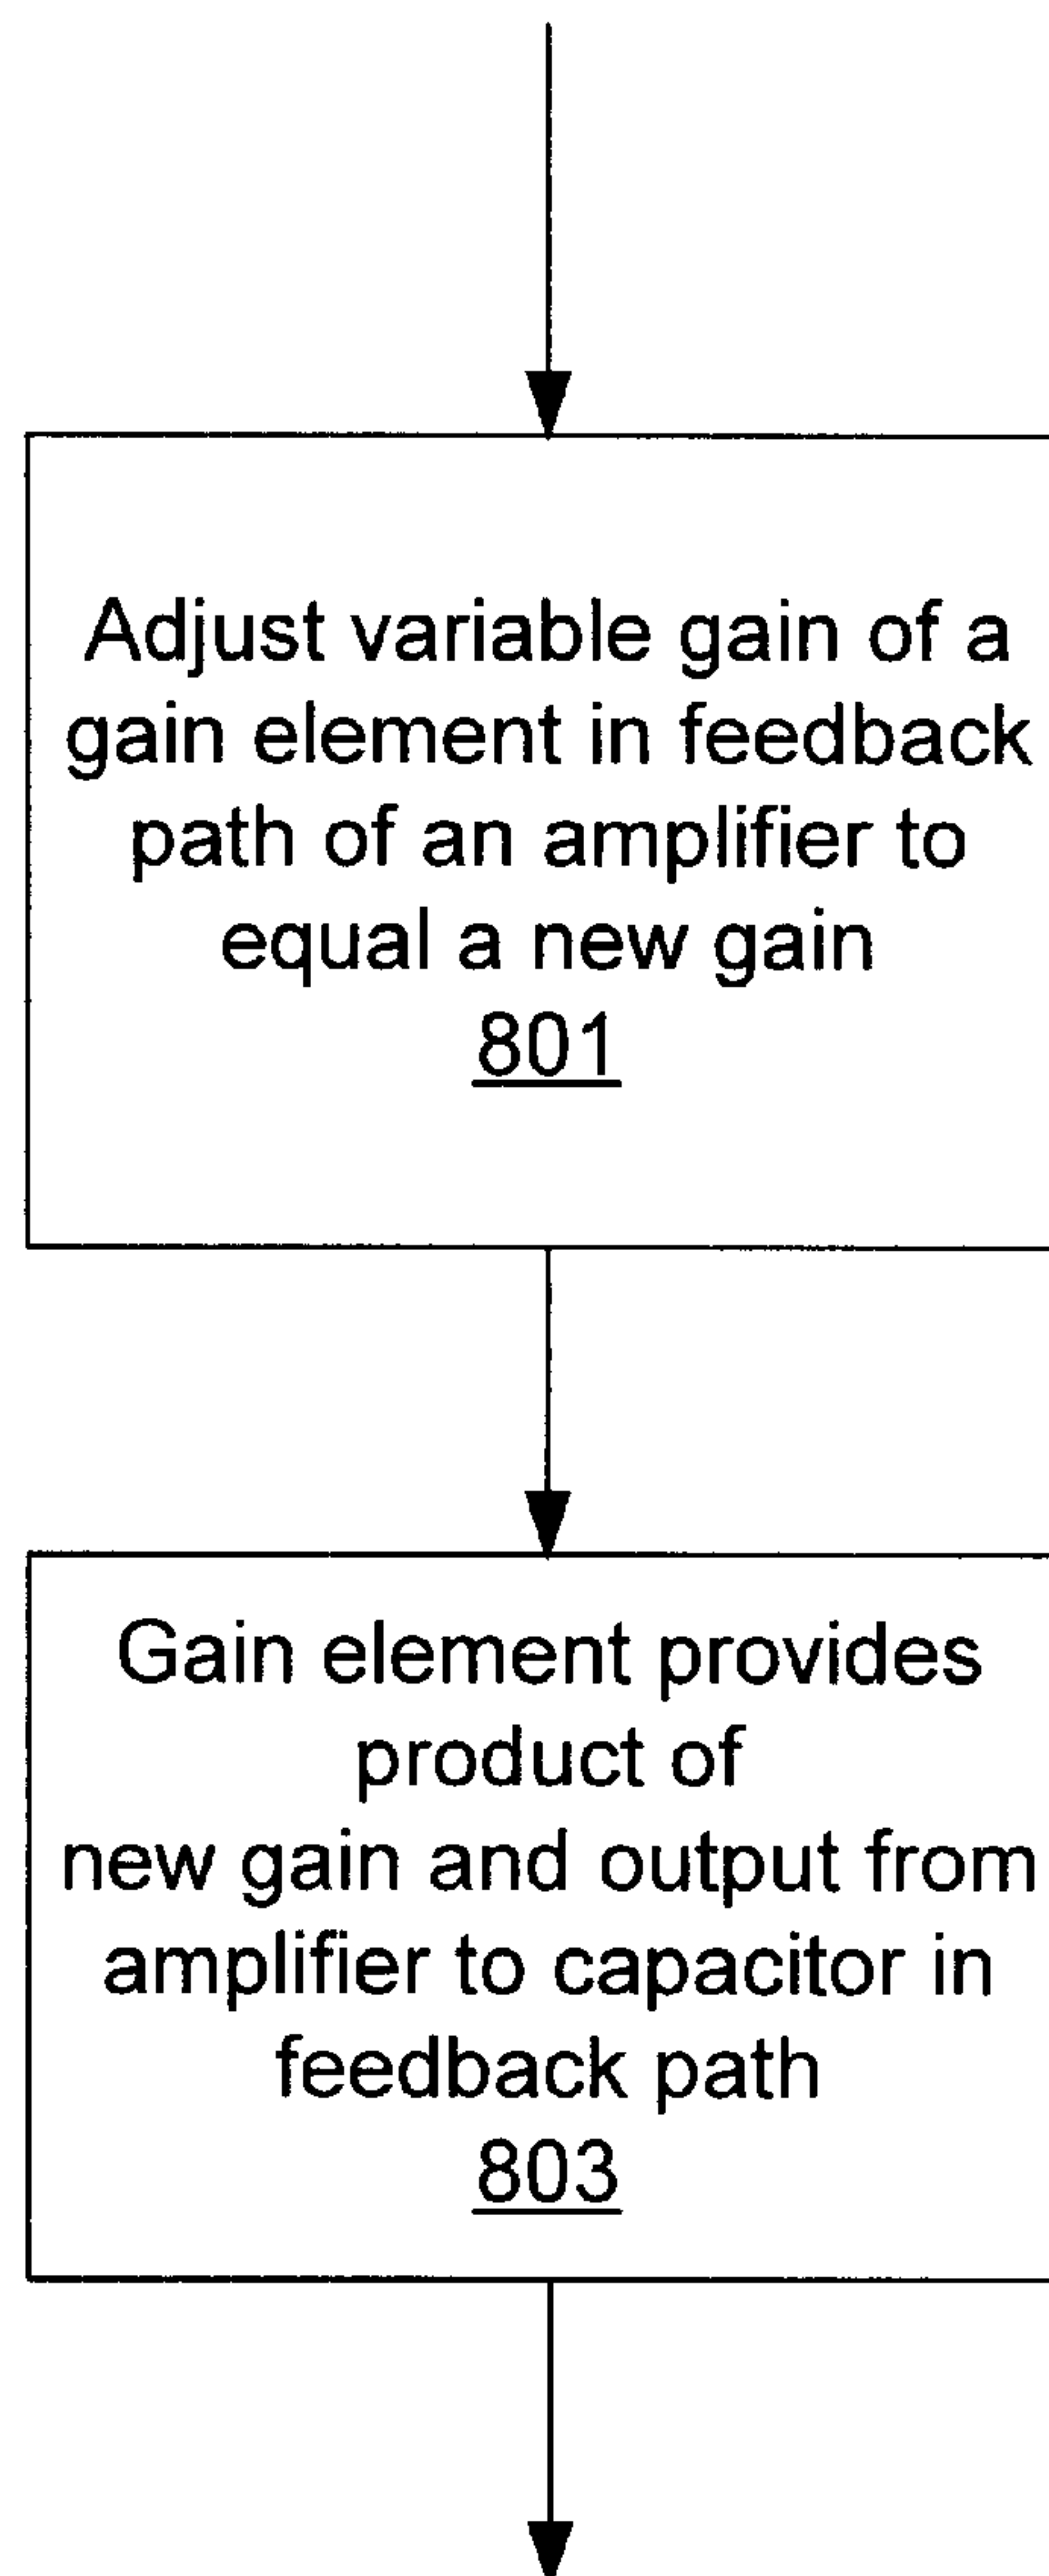 Adjust variable gain of a
gain element in feedback
path of an amplifier to
equal a new gain
801
Gain element provides
product of
new gain and output from
amplifier to capacitor in
feedback path
803